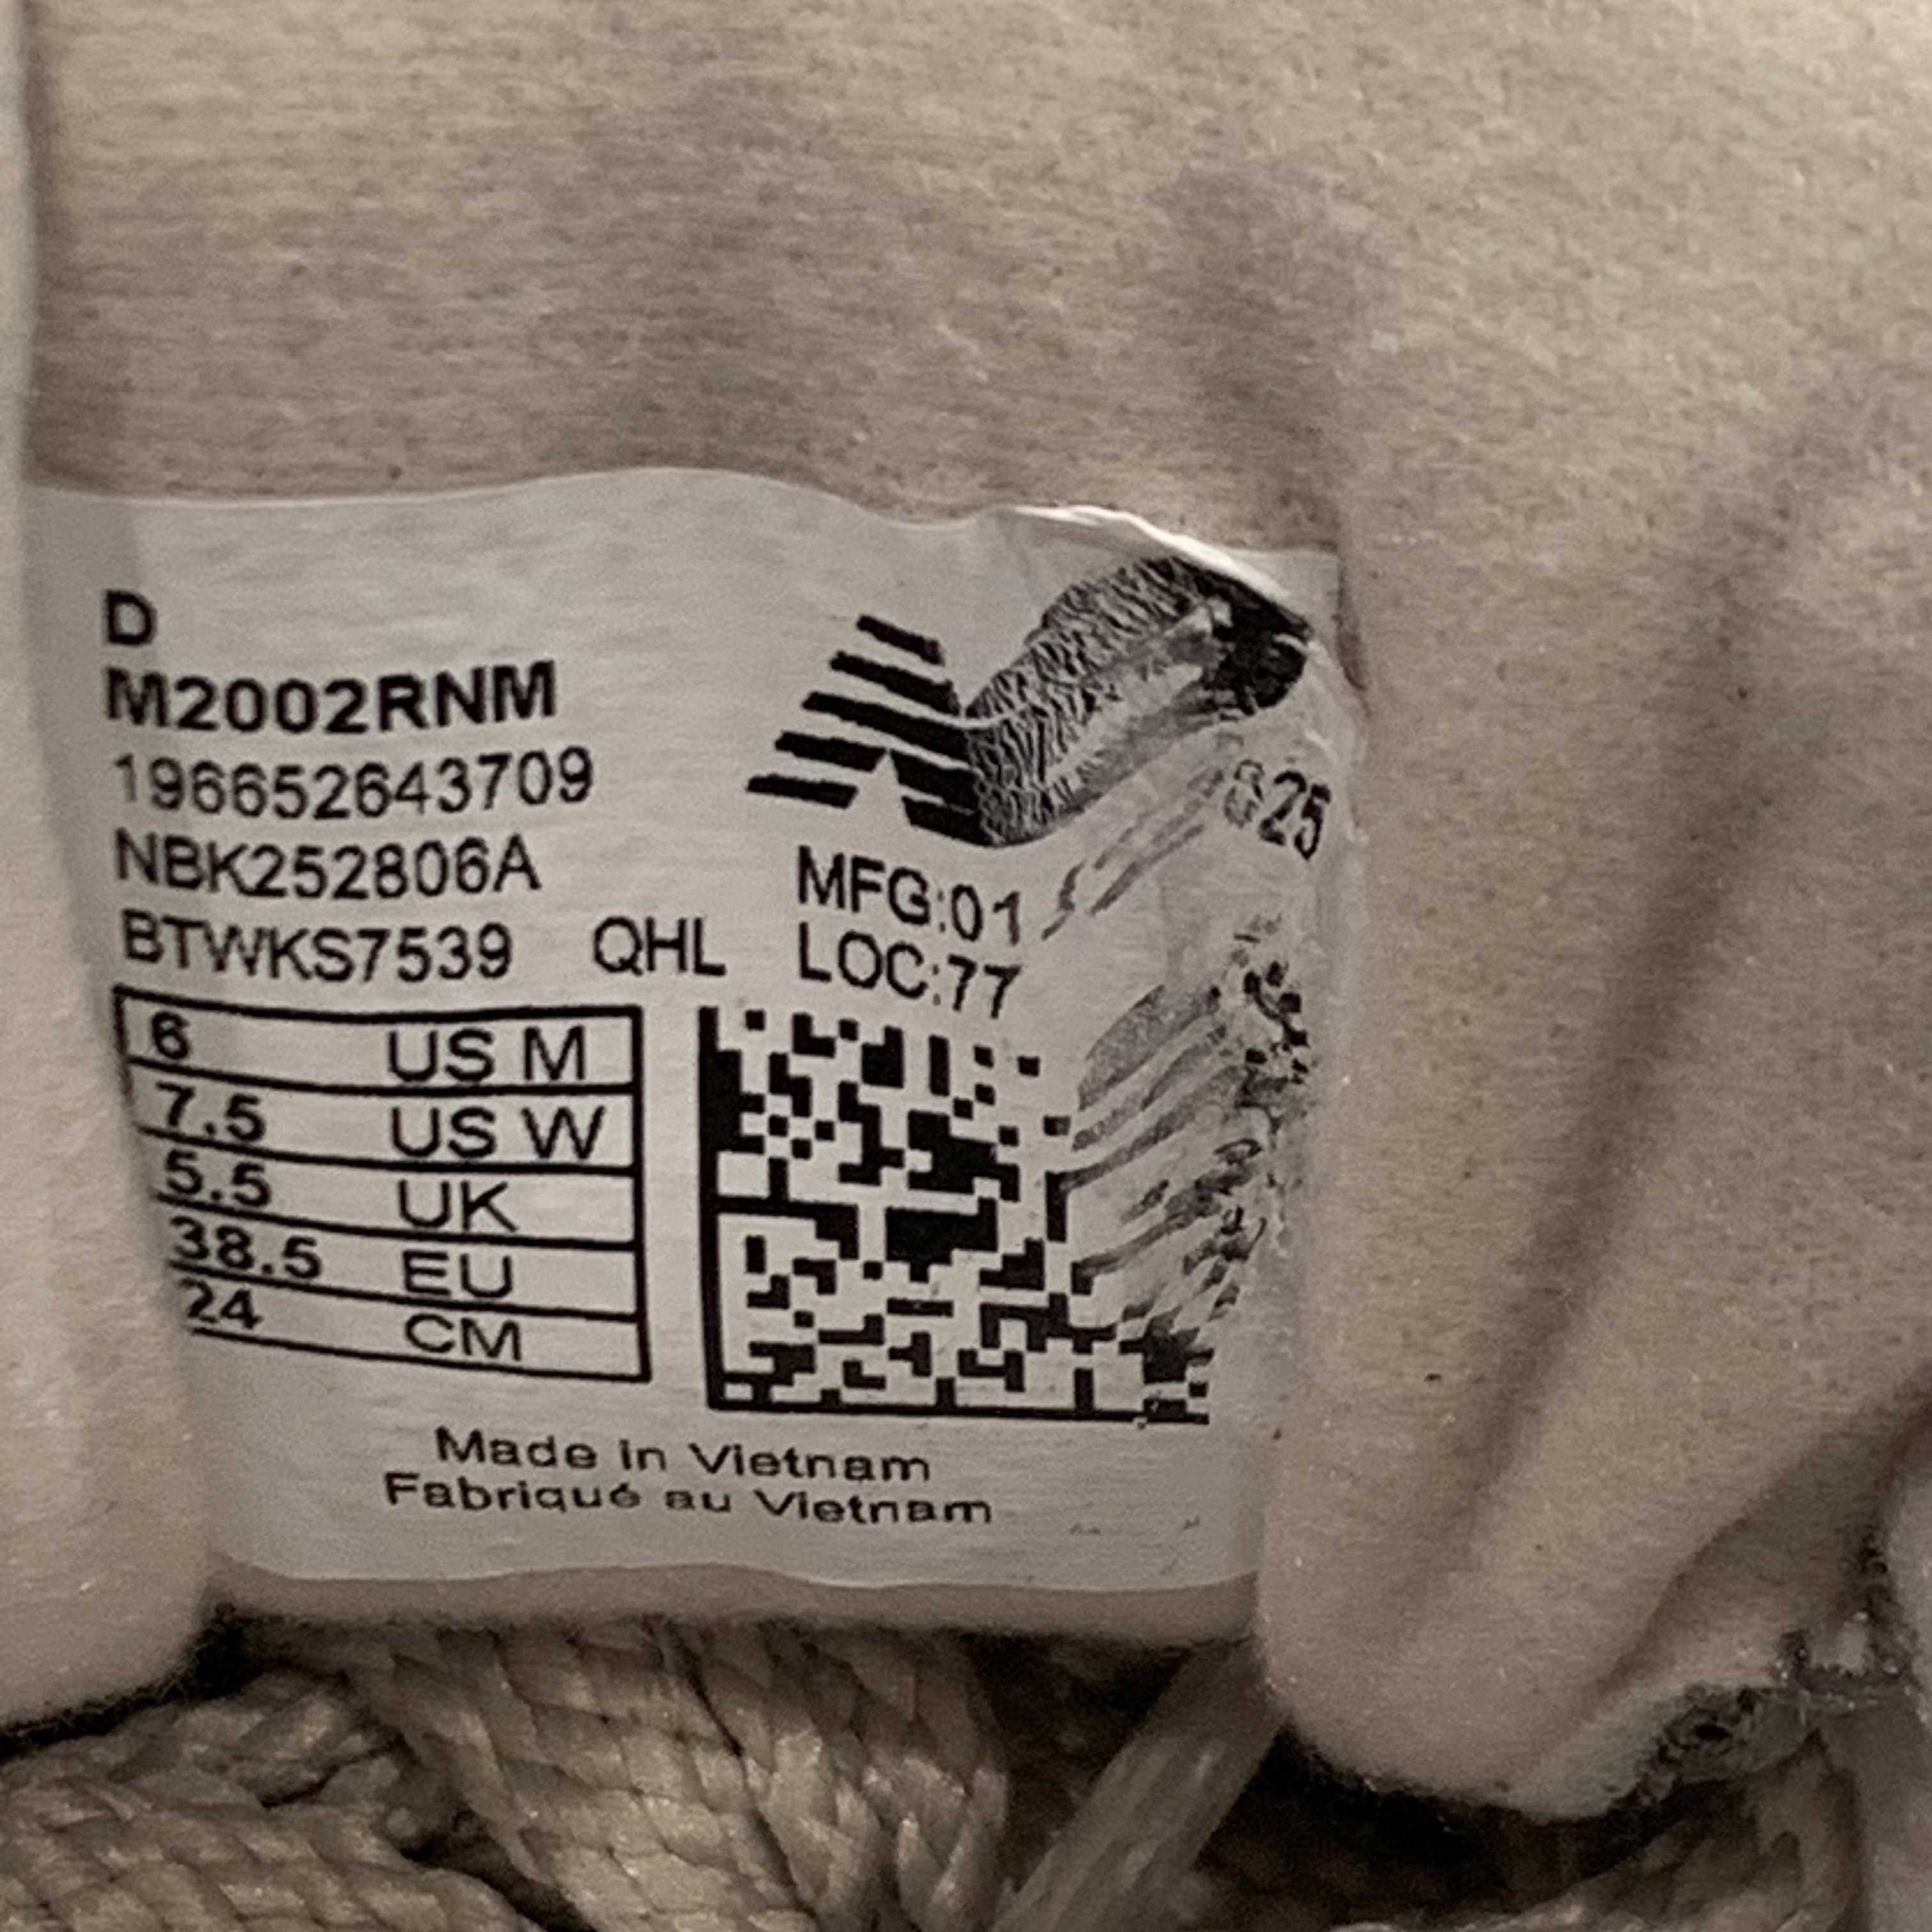 D
M2002RNM
196652643709
NBK252806A
BTWKS7539 QHL
MFG:01
LOC:77
6 US M
7.5 US W
5.5 UK
38.5 EU
24 CM
Made in Vietnam
Fabriqué au Vietnam